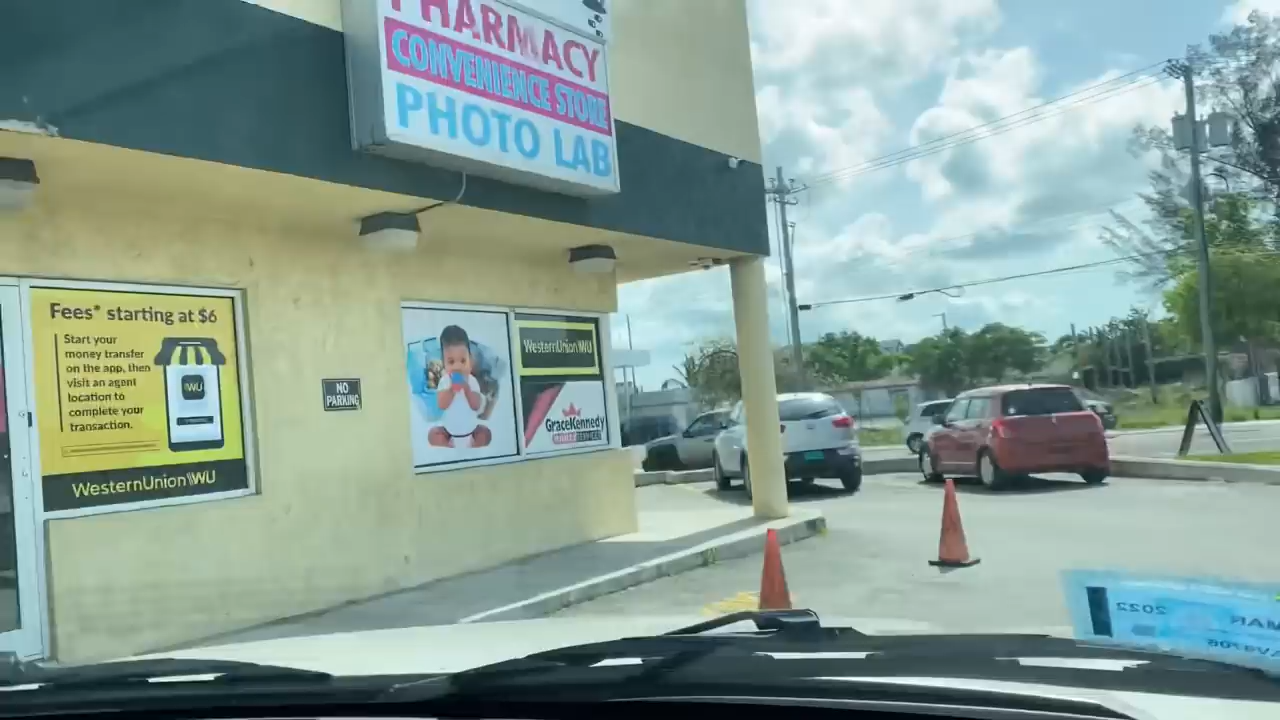 PHARMACY
CONVENIENCE STORE
PHOTO LAB
Fees* starting at $6
Start your
money transfer
on the app, then
visit an agent
location to
complete your
transaction.
WU
WesternUnion WU
NO
PARKING
WesternUnion WU
GraceKennedy
MAR
2022